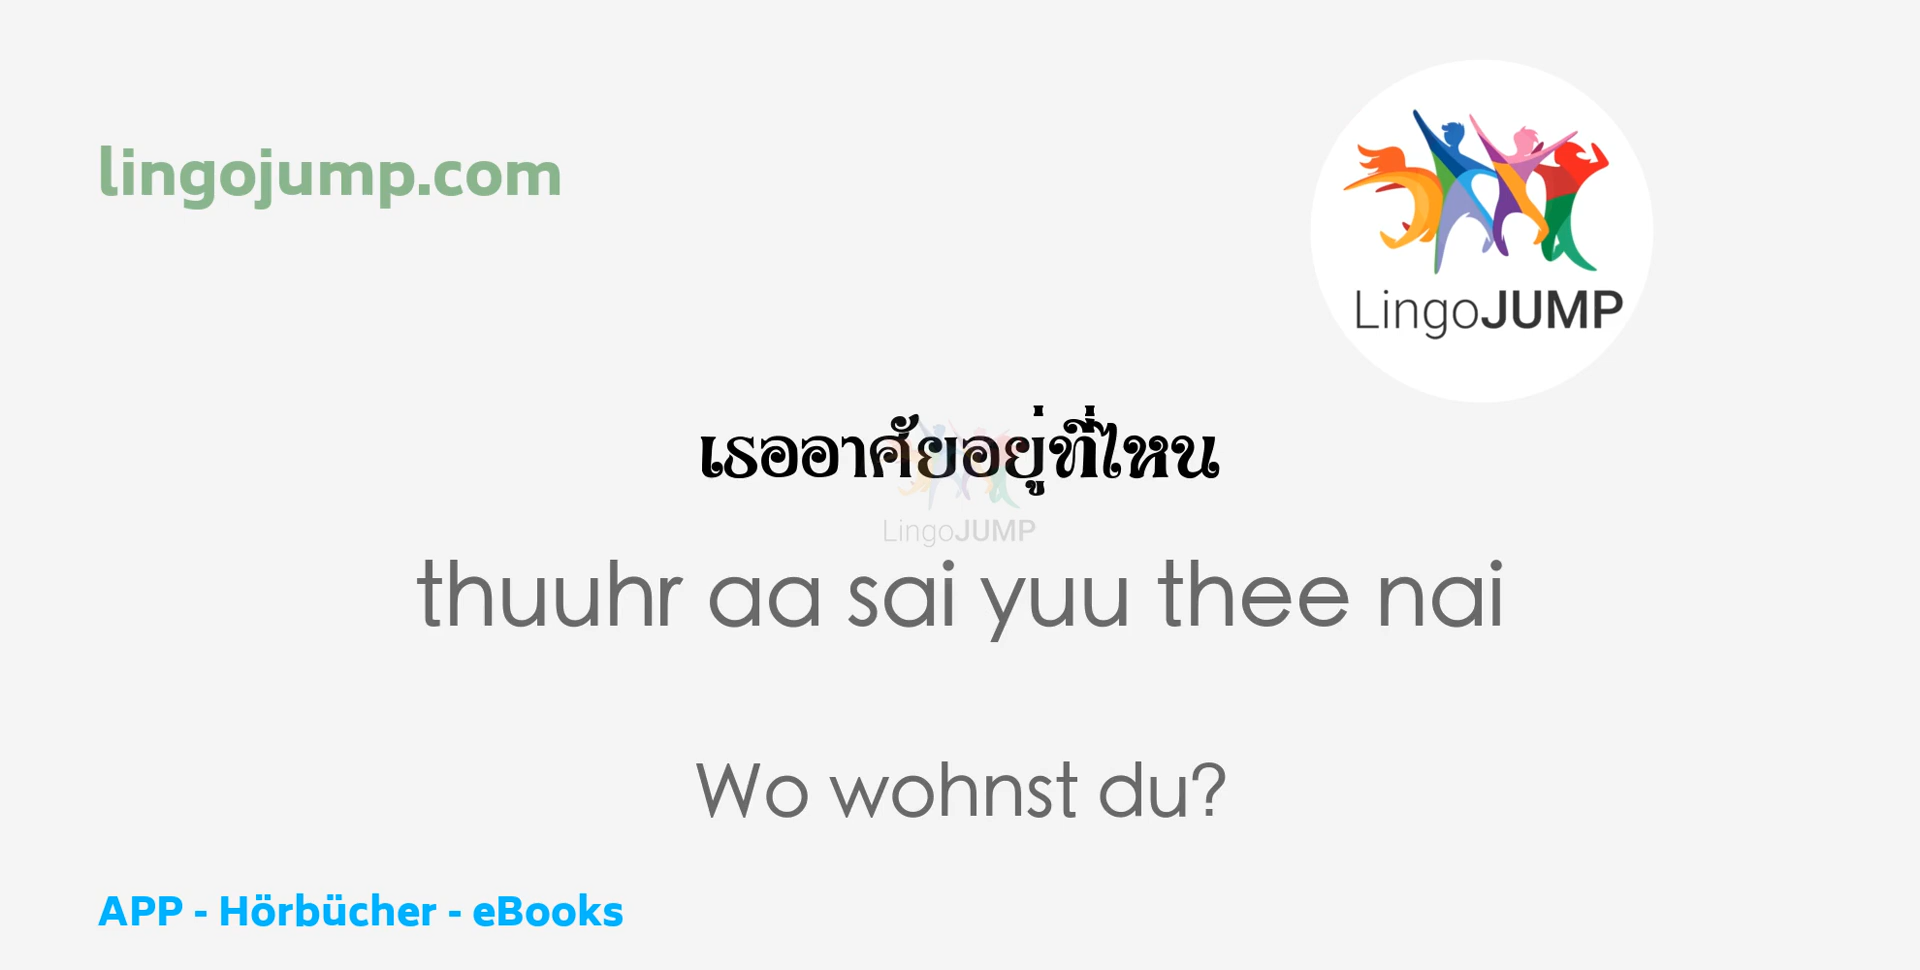 lingojump.com
LingoJUMP
เธออาศัยอยู่ที่ไหน
LingoJUMP
thuuhr aa sai yuu thee nai
Wo wohnst du?
APP - Hörbücher - eBooks